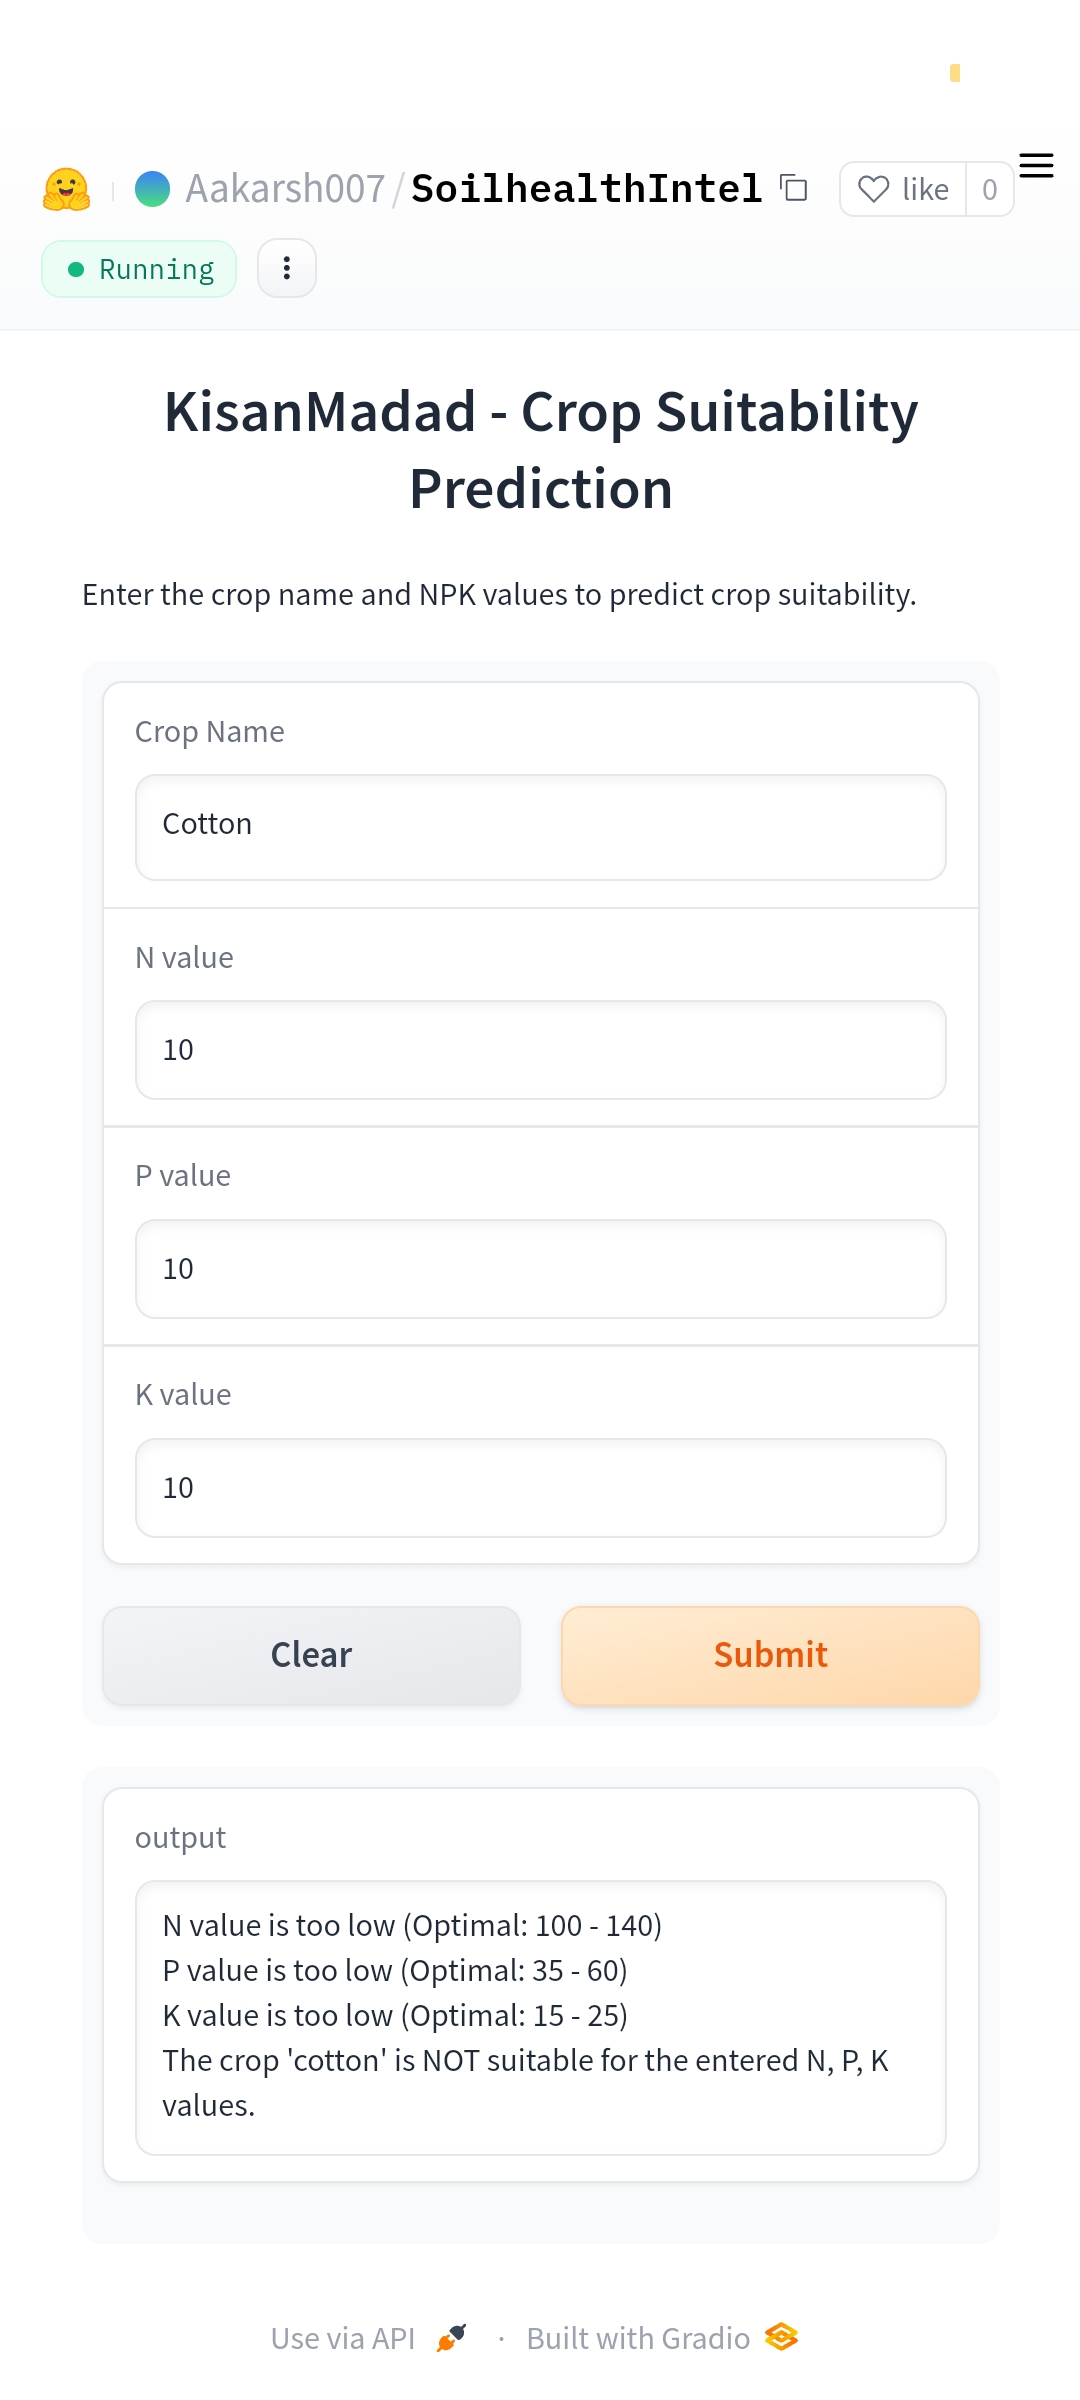 Aakarsh007/SoilhealthIntel like 0
Running
KisanMadad - Crop Suitability
Prediction
Enter the crop name and NPK values to predict crop suitability.
Crop Name
Cotton
N value
10
P value
10
K value
10
Clear Submit
output
N value is too low (Optimal: 100 - 140)
P value is too low (Optimal: 35 - 60)
K value is too low (Optimal: 15 - 25)
The crop 'cotton' is NOT suitable for the entered N, P, K
values.
Use via API · Built with Gradio